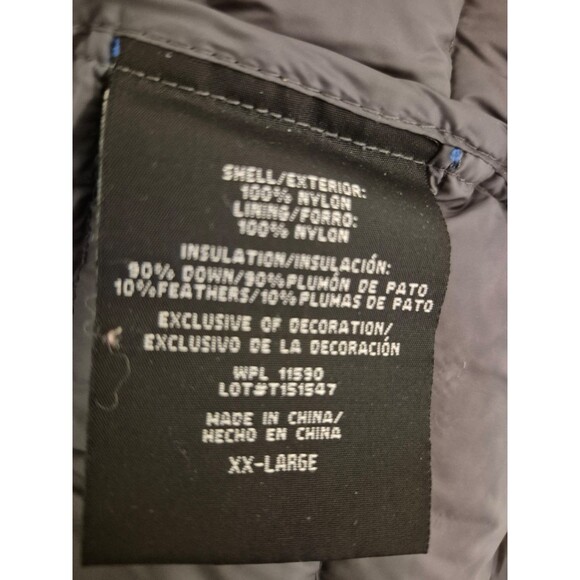 SHELL/EXTERIOR:
100% NYLON
LINING/FORRO:
100% NYLON
INSULATION/INSULACIÓN:
90% DOWN/90% PLUMÓN DE PATO
10%FEATHERS/10% PLUMAS DE PATO
EXCLUSIVE OF DECORATION/
EXCLUSIVO DE LA DECORACIÓN
WPL 11590
LOT#T151547
MADE IN CHINA/
HECHO EN CHINA
XX-LARGE